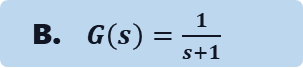 B. G(s) = 1/(s+1)